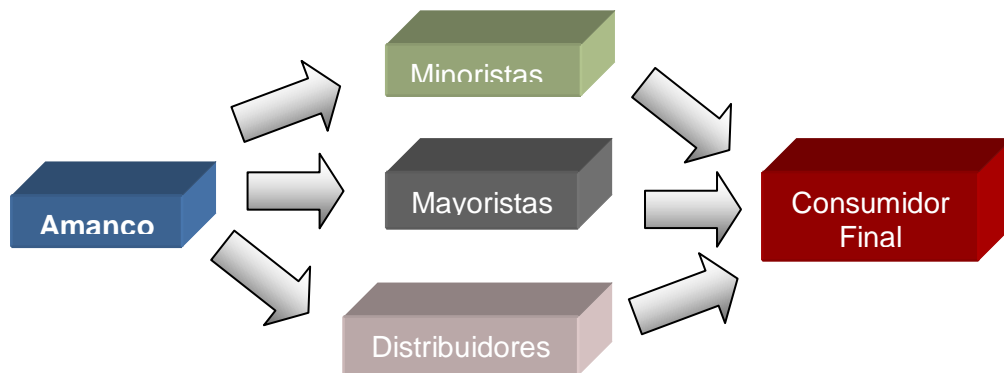 Minoristas
Amanco
Mayoristas
Consumidor
Final
Distribuidores